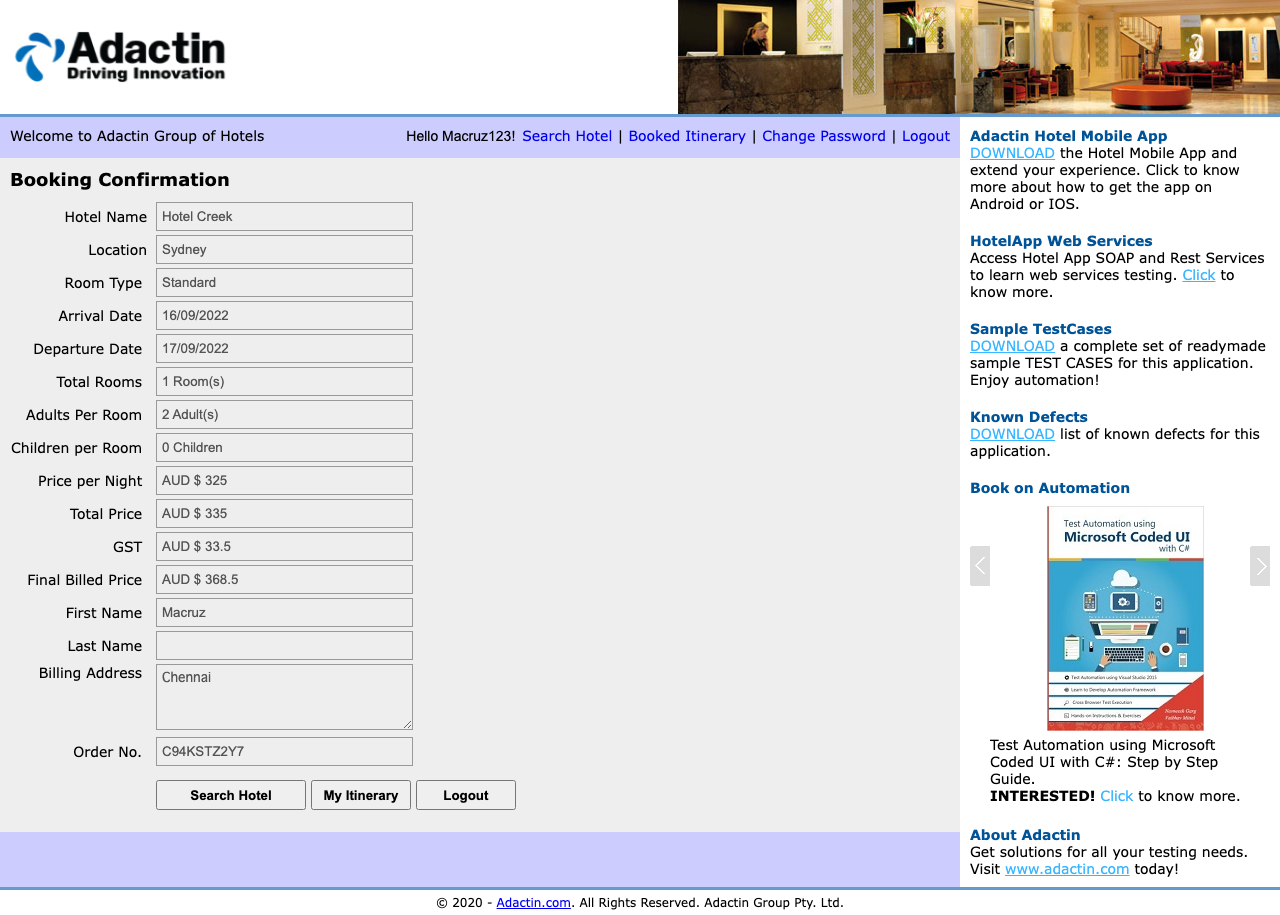 Adactin
Driving Innovation
Welcome to Adactin Group of Hotels
Hello Macruz123! Search Hotel | Booked Itinerary | Change Password | Logout
Booking Confirmation
Hotel Name Hotel Creek
Location Sydney
Room Type Standard
Arrival Date 16/09/2022
Departure Date 17/09/2022
Total Rooms 1 Room(s)
Adults Per Room 2 Adult(s)
Children per Room 0 Children
Price per Night AUD $ 325
Total Price AUD $ 335
GST AUD $ 33.5
Final Billed Price AUD $ 368.5
First Name Macruz
Last Name
Billing Address Chennai
Order No. C94KSTZ2Y7
Search Hotel My Itinerary Logout
Adactin Hotel Mobile App
DOWNLOAD the Hotel Mobile App and
extend your experience. Click to know
more about how to get the app on
Android or IOS.
HotelApp Web Services
Access Hotel App SOAP and Rest Services
to learn web services testing. Click to
know more.
Sample TestCases
DOWNLOAD a complete set of readymade
sample TEST CASES for this application.
Enjoy automation!
Known Defects
DOWNLOAD list of known defects for this
application.
Book on Automation
Test Automation using
Microsoft Coded UI
with C#
Test Automation using Visual Studio 2015
Learn to Develop Automation Framework
Cross Browser Test Execution
Hands-on Instructions & Exercises
Navneesh Garg
Vaibhav Mittal
Test Automation using Microsoft
Coded UI with C#: Step by Step
Guide.
INTERESTED! Click to know more.
About Adactin
Get solutions for all your testing needs.
Visit www.adactin.com today!
© 2020 - Adactin.com. All Rights Reserved. Adactin Group Pty. Ltd.